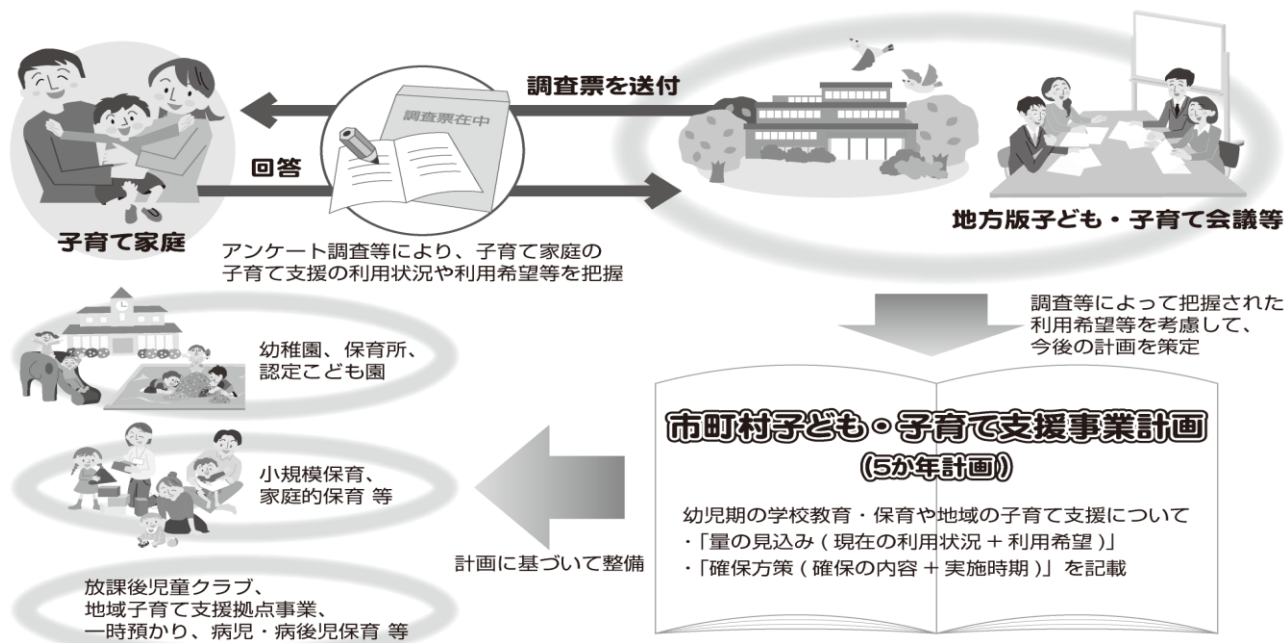 調査票を送付
調査票在中
回答
子育て家庭
アンケート調査等により、子育て家庭の
子育て支援の利用状況や利用希望等を把握
地方版子ども・子育て会議等
調査等によって把握された
利用希望等を考慮して、
今後の計画を策定
市町村子ども・子育て支援事業計画
(5か年計画)
幼児期の学校教育・保育や地域の子育て支援について
・「量の見込み ( 現在の利用状況 + 利用希望 )」
・「確保方策 ( 確保の内容 + 実施時期 )」を記載
計画に基づいて整備
幼稚園、保育所、
認定こども園
小規模保育、
家庭的保育 等
放課後児童クラブ、
地域子育て支援拠点事業、
一時預かり、病児・病後児保育 等